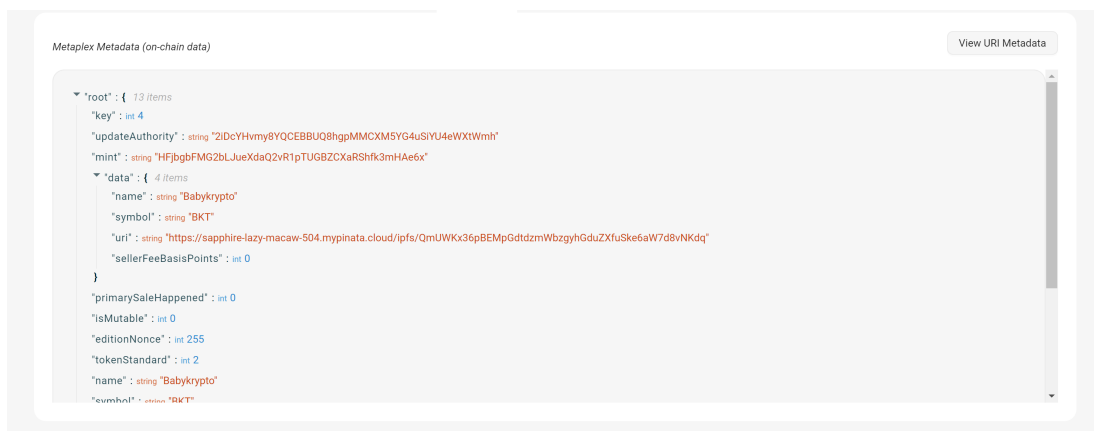 Metaplex Metadata (on-chain data)
View URI Metadata
"root" : { 13 items
"key" : int 4
"updateAuthority" : string "2iDcYHvmy8YQCEBBUQ8hgpMMCXM5YG4uSiYU4eWXtWmh"
"mint" : string "HFjbgbFMG2bLJueXdaQ2vR1pTUGBZCXaRShfk3mHAe6x"
"data" : { 4 items
"name" : string "Babykrypto"
"symbol" : string "BKT"
"uri" : string "https://sapphire-lazy-macaw-504.mypinata.cloud/ipfs/QmUWKx36pBEMpGdtdzmWbzgyhGduZXfuSke6aW7d8vNKdq"
"sellerFeeBasisPoints" : int 0
}
"primarySaleHappened" : int 0
"isMutable" : int 0
"editionNonce" : int 255
"tokenStandard" : int 2
"name" : string "Babykrypto"
"symbol" : string "BKT"